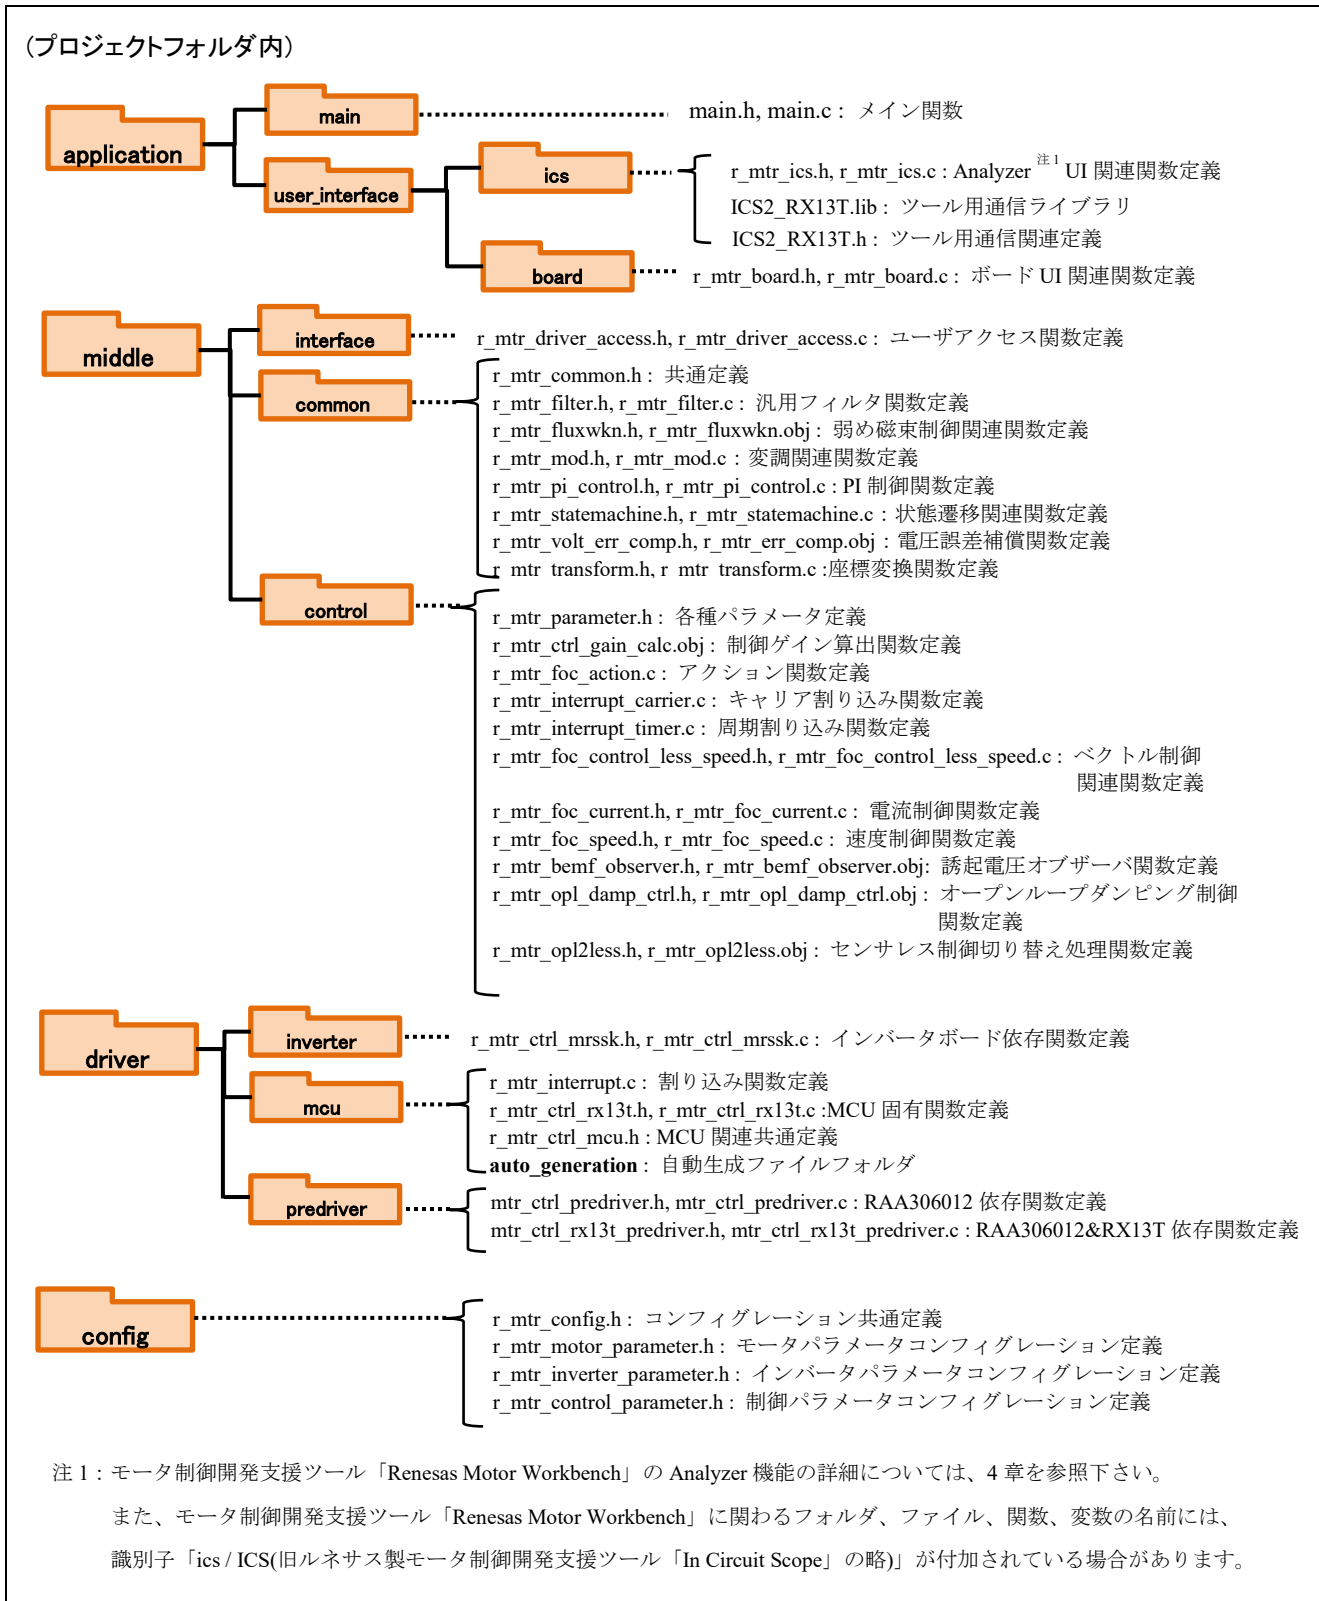 (プロジェクトフォルダ内)
application
main
main.h, main.c : メイン関数
user_interface
ics
r_mtr_ics.h, r_mtr_ics.c : Analyzer 注1 UI 関連関数定義
ICS2_RX13T.lib : ツール用通信ライブラリ
ICS2_RX13T.h : ツール用通信関連定義
board
r_mtr_board.h, r_mtr_board.c : ボード UI 関連関数定義
middle
interface
r_mtr_driver_access.h, r_mtr_driver_access.c : ユーザアクセス関数定義
common
r_mtr_common.h : 共通定義
r_mtr_filter.h, r_mtr_filter.c : 汎用フィルタ関数定義
r_mtr_fluxwkn.h, r_mtr_fluxwkn.obj : 弱め磁束制御関連関数定義
r_mtr_mod.h, r_mtr_mod.c : 変調関連関数定義
r_mtr_pi_control.h, r_mtr_pi_control.c : PI 制御関数定義
r_mtr_statemachine.h, r_mtr_statemachine.c : 状態遷移関連関数定義
r_mtr_volt_err_comp.h, r_mtr_err_comp.obj : 電圧誤差補償関数定義
r_mtr_transform.h, r_mtr_transform.c :座標変換関数定義
control
r_mtr_parameter.h : 各種パラメータ定義
r_mtr_ctrl_gain_calc.obj : 制御ゲイン算出関数定義
r_mtr_foc_action.c : アクション関数定義
r_mtr_interrupt_carrier.c : キャリア割り込み関数定義
r_mtr_interrupt_timer.c : 周期割り込み関数定義
r_mtr_foc_control_less_speed.h, r_mtr_foc_control_less_speed.c : ベクトル制御
関連関数定義
r_mtr_foc_current.h, r_mtr_foc_current.c : 電流制御関数定義
r_mtr_foc_speed.h, r_mtr_foc_speed.c : 速度制御関数定義
r_mtr_bemf_observer.h, r_mtr_bemf_observer.obj: 誘起電圧オブザーバ関数定義
r_mtr_opl_damp_ctrl.h, r_mtr_opl_damp_ctrl.obj : オープンループダンピング制御
関数定義
r_mtr_opl2less.h, r_mtr_opl2less.obj : センサレス制御切り替え処理関数定義
driver
inverter
r_mtr_ctrl_mrssk.h, r_mtr_ctrl_mrssk.c : インバータボード依存関数定義
mcu
r_mtr_interrupt.c : 割り込み関数定義
r_mtr_ctrl_rx13t.h, r_mtr_ctrl_rx13t.c :MCU 固有関数定義
r_mtr_ctrl_mcu.h : MCU 関連共通定義
auto_generation : 自動生成ファイルフォルダ
predriver
mtr_ctrl_predriver.h, mtr_ctrl_predriver.c : RAA306012 依存関数定義
mtr_ctrl_rx13t_predriver.h, mtr_ctrl_rx13t_predriver.c : RAA306012&RX13T 依存関数定義
config
r_mtr_config.h : コンフィグレーション共通定義
r_mtr_motor_parameter.h : モータパラメータコンフィグレーション定義
r_mtr_inverter_parameter.h : インバータパラメータコンフィグレーション定義
r_mtr_control_parameter.h : 制御パラメータコンフィグレーション定義
注 1 : モータ制御開発支援ツール「Renesas Motor Workbench」の Analyzer 機能の詳細については、4 章を参照下さい。
また、モータ制御開発支援ツール「Renesas Motor Workbench」に関わるフォルダ、ファイル、関数、変数の名前には、
識別子「ics / ICS(旧ルネサス製モータ制御開発支援ツール「In Circuit Scope」の略)」が付加されている場合があります。